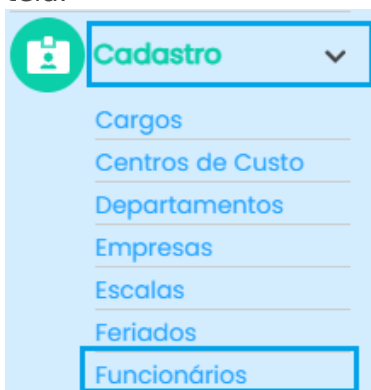 Cadastro
Cargos
Centros de Custo
Departamentos
Empresas
Escalas
Feriados
Funcionários